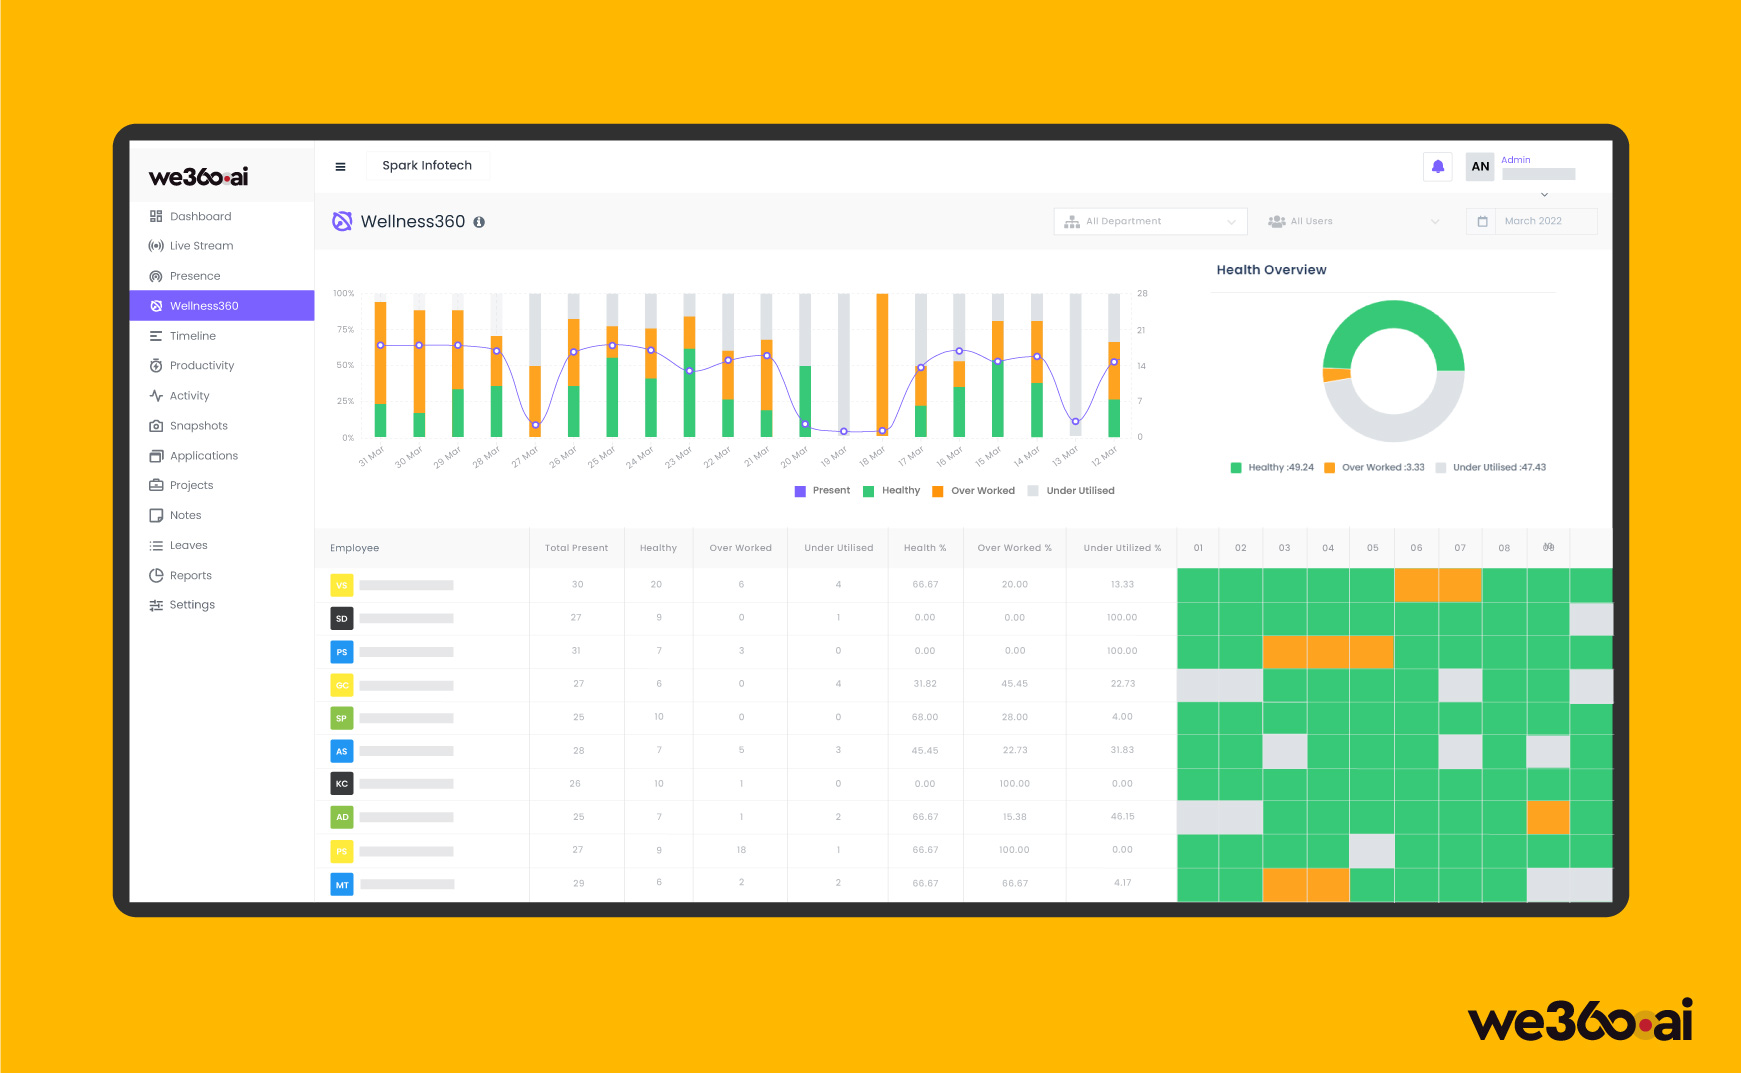 we360.ai
Spark Infotech
AN
Admin
Dashboard
Live Stream
Presence
Wellness360
Timeline
Productivity
Activity
Snapshots
Applications
Projects
Notes
Leaves
Reports
Settings
Wellness360
All Department
All Users
March 2022
100%
75%
50%
25%
0%
28
21
14
7
0
31 Mar
30 Mar
29 Mar
28 Mar
27 Mar
26 Mar
25 Mar
24 Mar
23 Mar
22 Mar
21 Mar
20 Mar
19 Mar
18 Mar
17 Mar
16 Mar
15 Mar
14 Mar
13 Mar
12 Mar
Present Healthy Over Worked Under Utilised
Health Overview
Healthy :49.24 Over Worked :3.33 Under Utilised :47.43
Employee Total Present Healthy Over Worked Under Utilised Health % Over Worked % Under Utilized % 01 02 03 04 05 06 07 08
VS 30 20 6 4 66.67 20.00 13.33
SD 27 9 0 1 0.00 0.00 100.00
PS 31 7 3 0 0.00 0.00 100.00
GC 27 6 0 4 31.82 45.45 22.73
SP 25 10 0 0 68.00 28.00 4.00
AS 28 7 5 3 45.45 22.73 31.83
KC 26 10 1 0 0.00 100.00 0.00
AD 25 7 1 2 66.67 15.38 46.15
PS 27 9 18 1 66.67 100.00 0.00
MT 29 6 2 2 66.67 66.67 4.17
we360.ai